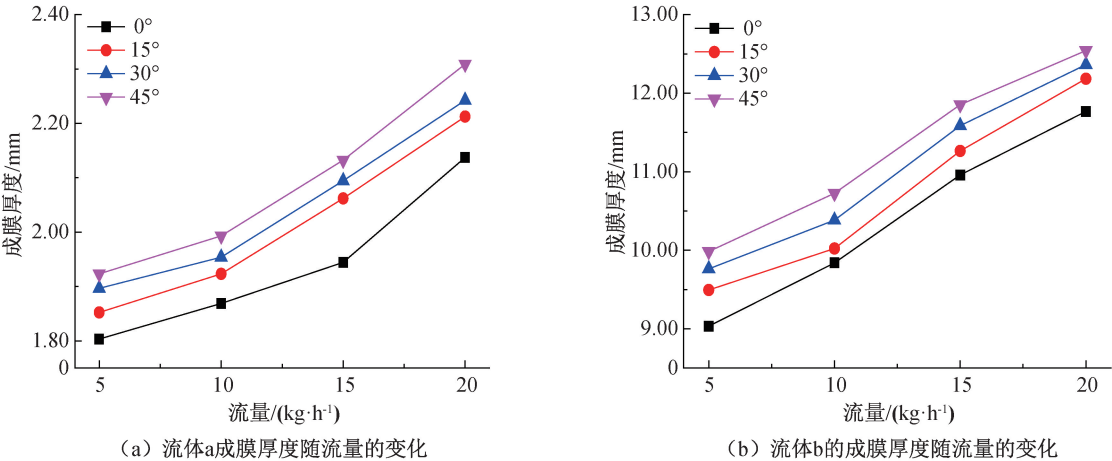 2.40
2.20
2.00
1.80
0
成膜厚度/mm
0°
15°
30°
45°
5 10 15 20
流量/(kg·h-1)
（a）流体a成膜厚度随流量的变化
13.00
12.00
11.00
10.00
9.00
0
成膜厚度/mm
0°
15°
30°
45°
5 10 15 20
流量/(kg·h-1)
（b）流体b的成膜厚度随流量的变化